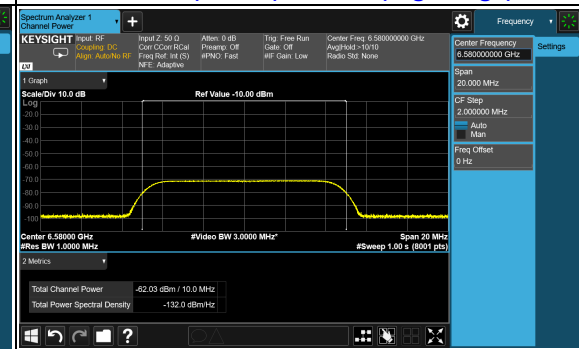 Spectrum Analyzer 1
Channel Power
+
Frequency
KEYSIGHT
Input: RF
Coupling: DC
Align: Auto/No RF
Input Z: 50 Ω
Corr CCorr RCal
Freq Ref: Int (S)
NFE: Adaptive
Atten: 0 dB
Preamp: Off
#PNO: Fast
Trig: Free Run
Gate: Off
#IF Gain: Low
Center Freq: 6.580000000 GHz
Avg|Hold:>10/10
Radio Std: None
LXI
Center Frequency
6.580000000 GHz
Settings
Span
20.000 MHz
CF Step
2.000000 MHz
Auto
Man
Freq Offset
0 Hz
1 Graph
Scale/Div 10.0 dB
Ref Value -10.00 dBm
Log
-20.0
-30.0
-40.0
-50.0
-60.0
-70.0
-80.0
-90.0
-100
Center 6.58000 GHz
#Video BW 3.0000 MHz*
Span 20 MHz
#Res BW 1.0000 MHz
#Sweep 1.00 s (8001 pts)
2 Metrics
Total Channel Power -62.03 dBm / 10.0 MHz
Total Power Spectral Density -132.0 dBm/Hz
?